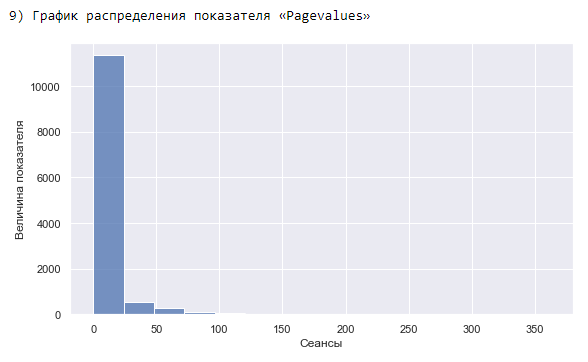 9) График распределения показателя «Pagevalues»
Величина показателя
10000
8000
6000
4000
2000
0
0 50 100 150 200 250 300 350
Сеансы